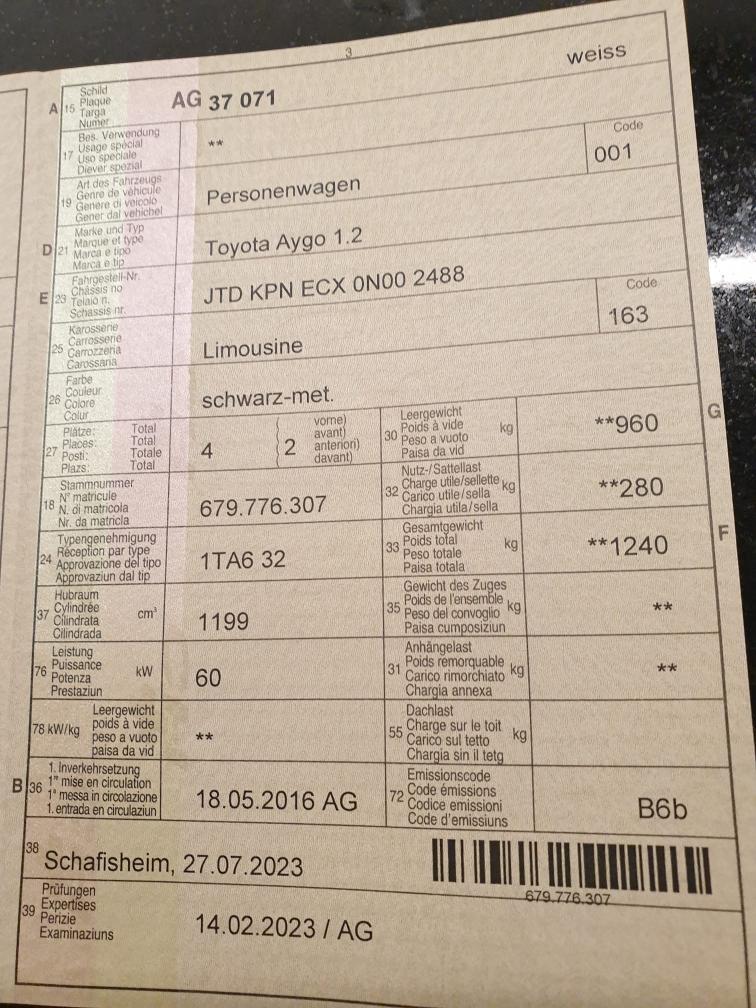 3
A 15 Schild Plaque Targa Numer AG 37 071 weiss
17 Bes. Verwendung Usage spécial Uso speciale Diever spezial ** Code 001
19 Art des Fahrzeugs Genre de véhicule Genere di veicolo Gener dal vehichel Personenwagen
D 21 Marke und Typ Marque et type Marca e tipo Marca e tip Toyota Aygo 1.2
E 23 Fahrgestell-Nr. Châssis no Telaio n. Schassis nr. JTD KPN ECX 0N00 2488
25 Karosserie Carrosserie Carrozzeria Carossaria Limousine Code 163
26 Farbe Couleur Colore Colur schwarz-met.
27 Plätze: Total Places: Total Posti: Totale Plazs: Total 4 2 vorne) avant) anteriori) davant)
30 Leergewicht Poids à vide Peso a vuoto Paisa da vid kg **960 G
18 Stammnummer N° matricule N. di matricola Nr. da matricla 679.776.307
32 Nutz-/Sattellast Charge utile/sellette Carico utile/sella Chargia utila/sella kg **280
24 Typengenehmigung Réception par type Approvazione del tipo Approvaziun dal tip 1TA6 32
33 Gesamtgewicht Poids total Peso totale Paisa totala kg **1240 F
37 Hubraum Cylindrée Cilindrata Cilindrada cm³ 1199
35 Gewicht des Zuges Poids de l'ensemble Peso del convoglio Paisa cumposiziun kg **
76 Leistung Puissance Potenza Prestaziun kW 60
31 Anhängelast Poids remorquable Carico rimorchiato Chargia annexa kg **
78 kW/kg Leergewicht poids à vide peso a vuoto paisa da vid **
55 Dachlast Charge sur le toit Carico sul tetto Chargia sin il tetg kg
B 36 1. Inverkehrsetzung 1re mise en circulation 1a messa in circolazione 1. entrada en circulaziun 18.05.2016 AG
72 Emissionscode Code émissions Codice emissioni Code d'emissiuns B6b
38 Schafisheim, 27.07.2023
679.776.307
39 Prüfungen Expertises Perizie Examinaziuns 14.02.2023 / AG